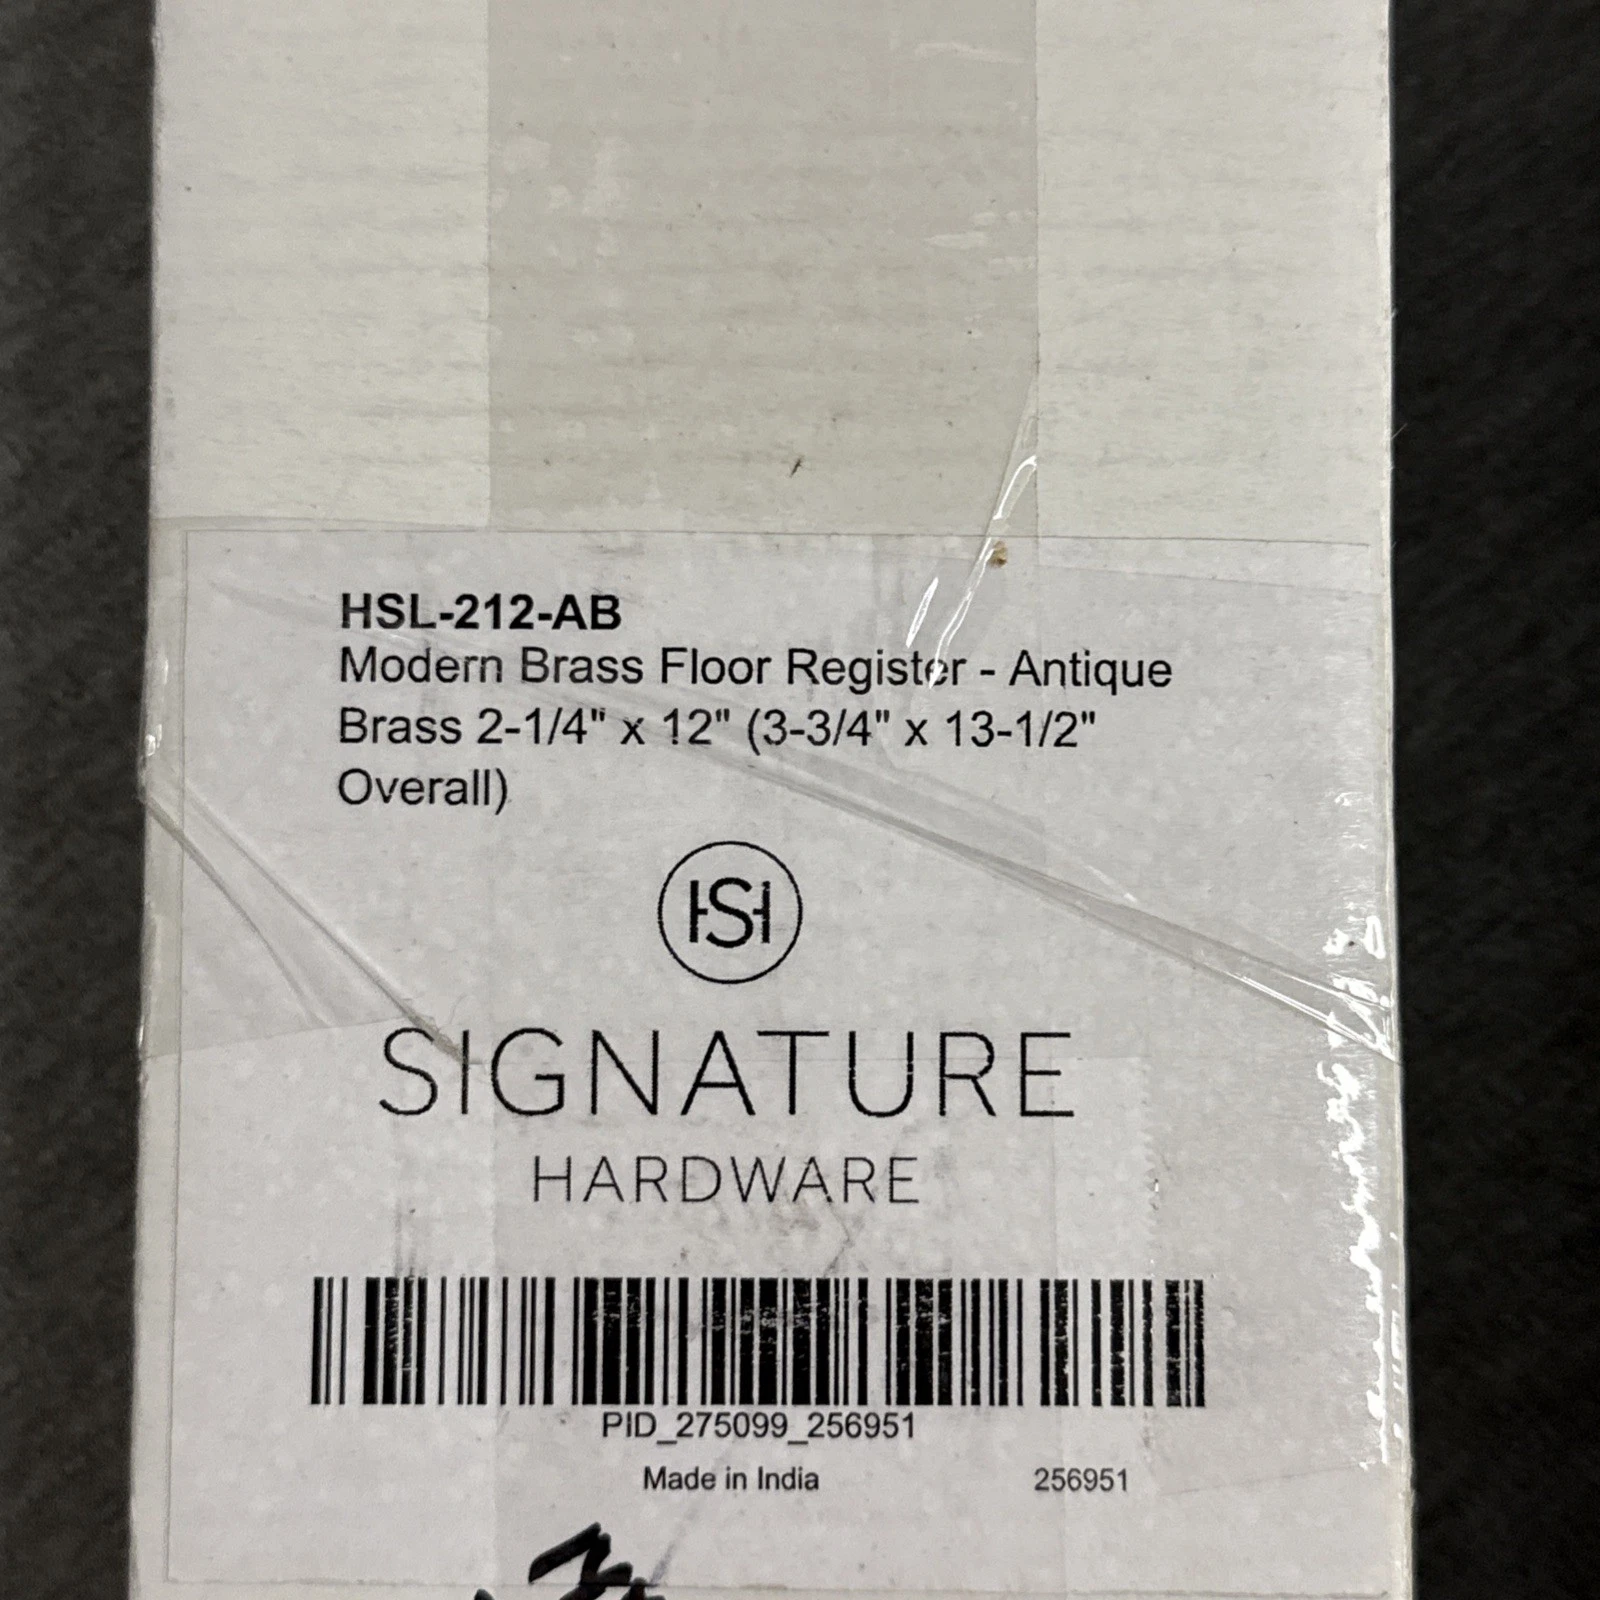 HSL-212-AB
Modern Brass Floor Register - Antique
Brass 2-1/4" x 12" (3-3/4" x 13-1/2"
Overall)
HS
SIGNATURE
HARDWARE
PID_275099_256951
Made in India 256951